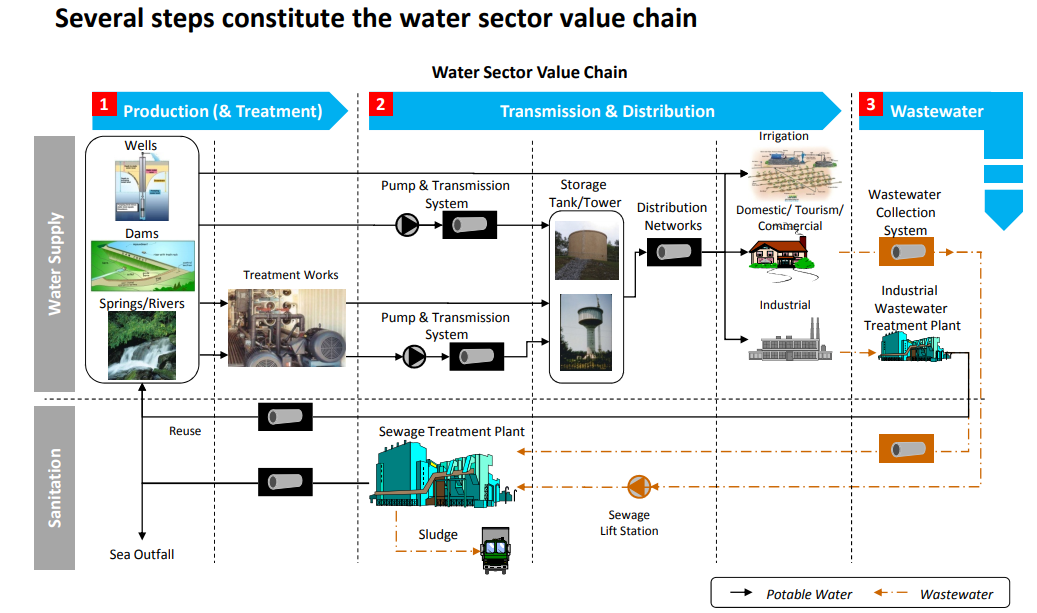 Several steps constitute the water sector value chain
Water Sector Value Chain
1 Production (& Treatment)
2 Transmission & Distribution
3 Wastewater
Water Supply
Wells
Dams
Springs/Rivers
Treatment Works
Pump & Transmission
System
Pump & Transmission
System
Storage
Tank/Tower
Distribution
Networks
Irrigation
Domestic/ Tourism/
Commercial
Industrial
Wastewater
Collection
System
Industrial
Wastewater
Treatment Plant
Sanitation
Reuse
Sea Outfall
Sewage Treatment Plant
Sludge
Sewage
Lift Station
Potable Water
Wastewater